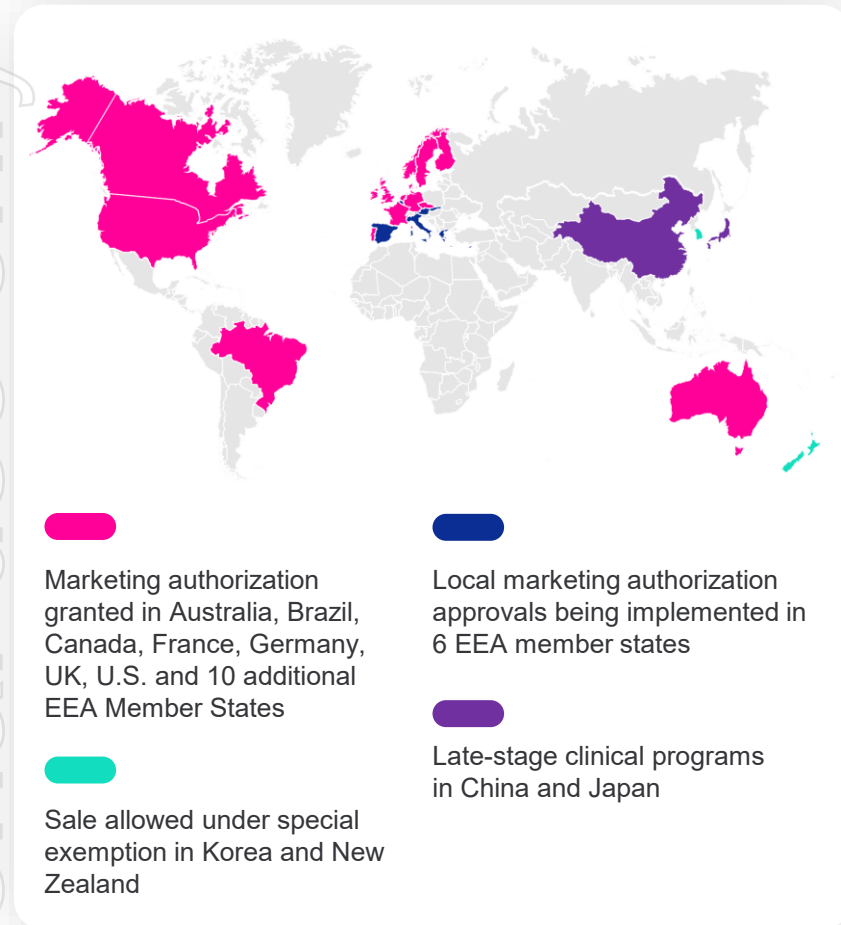 Marketing authorization
granted in Australia, Brazil,
Canada, France, Germany,
UK, U.S. and 10 additional
EEA Member States
Sale allowed under special
exemption in Korea and New
Zealand
Local marketing authorization
approvals being implemented in
6 EEA member states
Late-stage clinical programs
in China and Japan